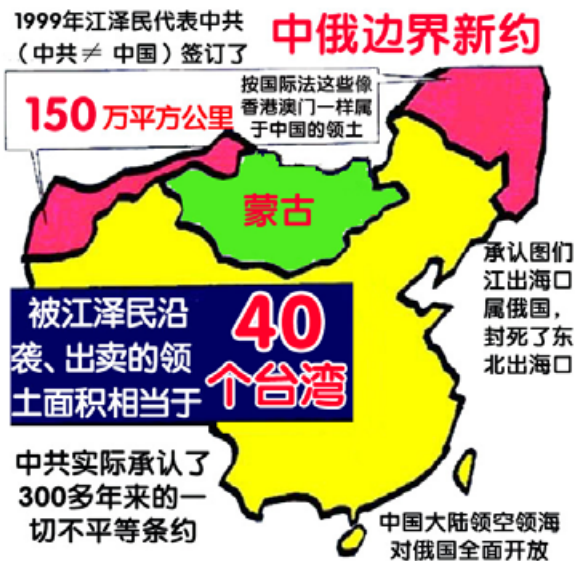 1999年江泽民代表中共
（中共≠ 中国）签订了
中俄边界新约
150万平方公里
按国际法这些像
香港澳门一样属
于中国的领土
蒙古
承认图们
江出海口
属俄国，
封死了东
北出海口
被江泽民沿
袭、出卖的领
土面积相当于
40
个台湾
中共实际承认了
300多年来的一
切不平等条约
中国大陆领空领海
对俄国全面开放